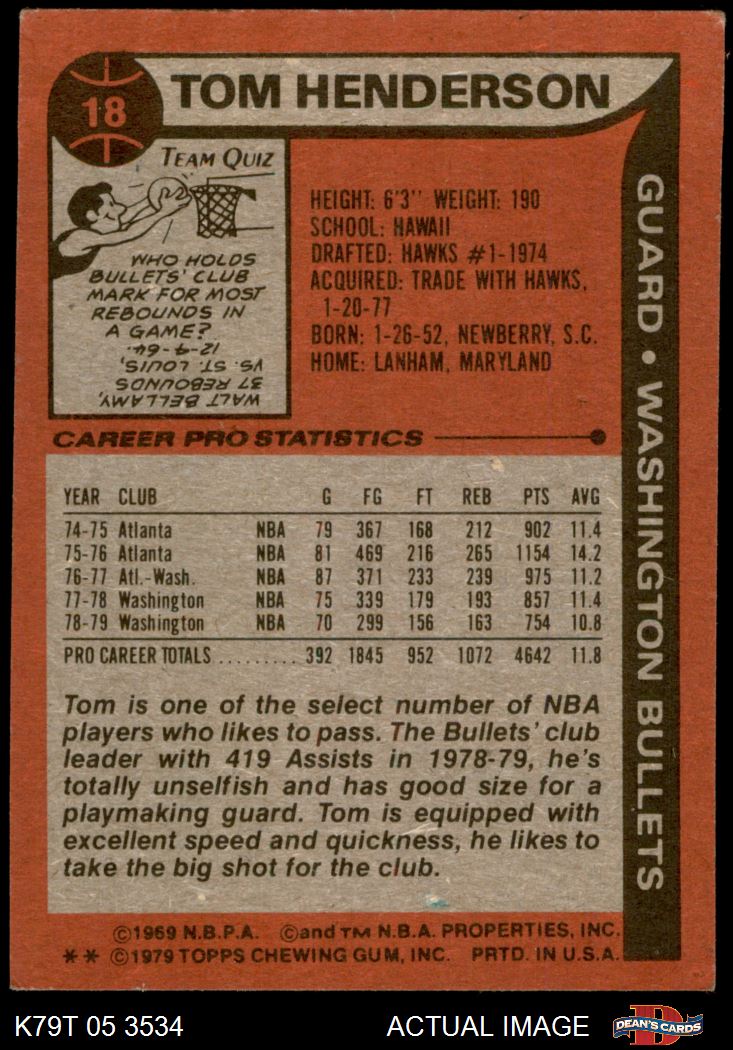 18
TOM HENDERSON
TEAM QUIZ
WHO HOLDS
BULLETS' CLUB
MARK FOR MOST
REBOUNDS IN
A GAME?
WALT BELLAMY,
37 REBOUNDS
VS. ST. LOUIS,
12-4-64.
HEIGHT: 6'3" WEIGHT: 190
SCHOOL: HAWAII
DRAFTED: HAWKS #1-1974
ACQUIRED: TRADE WITH HAWKS,
1-20-77
BORN: 1-26-52, NEWBERRY, S.C.
HOME: LANHAM, MARYLAND
GUARD • WASHINGTON BULLETS
CAREER PRO STATISTICS
YEAR CLUB G FG FT REB PTS AVG
74-75 Atlanta NBA 79 367 168 212 902 11.4
75-76 Atlanta NBA 81 469 216 265 1154 14.2
76-77 Atl.-Wash. NBA 87 371 233 239 975 11.2
77-78 Washington NBA 75 339 179 193 857 11.4
78-79 Washington NBA 70 299 156 163 754 10.8
PRO CAREER TOTALS ......... 392 1845 952 1072 4642 11.8
Tom is one of the select number of NBA
players who likes to pass. The Bullets' club
leader with 419 Assists in 1978-79, he's
totally unselfish and has good size for a
playmaking guard. Tom is equipped with
excellent speed and quickness, he likes to
take the big shot for the club.
©1969 N.B.P.A. ©and TM N.B.A. PROPERTIES, INC.
** ©1979 TOPPS CHEWING GUM, INC. PRTD. IN U.S.A.
K79T 05 3534 ACTUAL IMAGE
D
DEAN'S CARDS